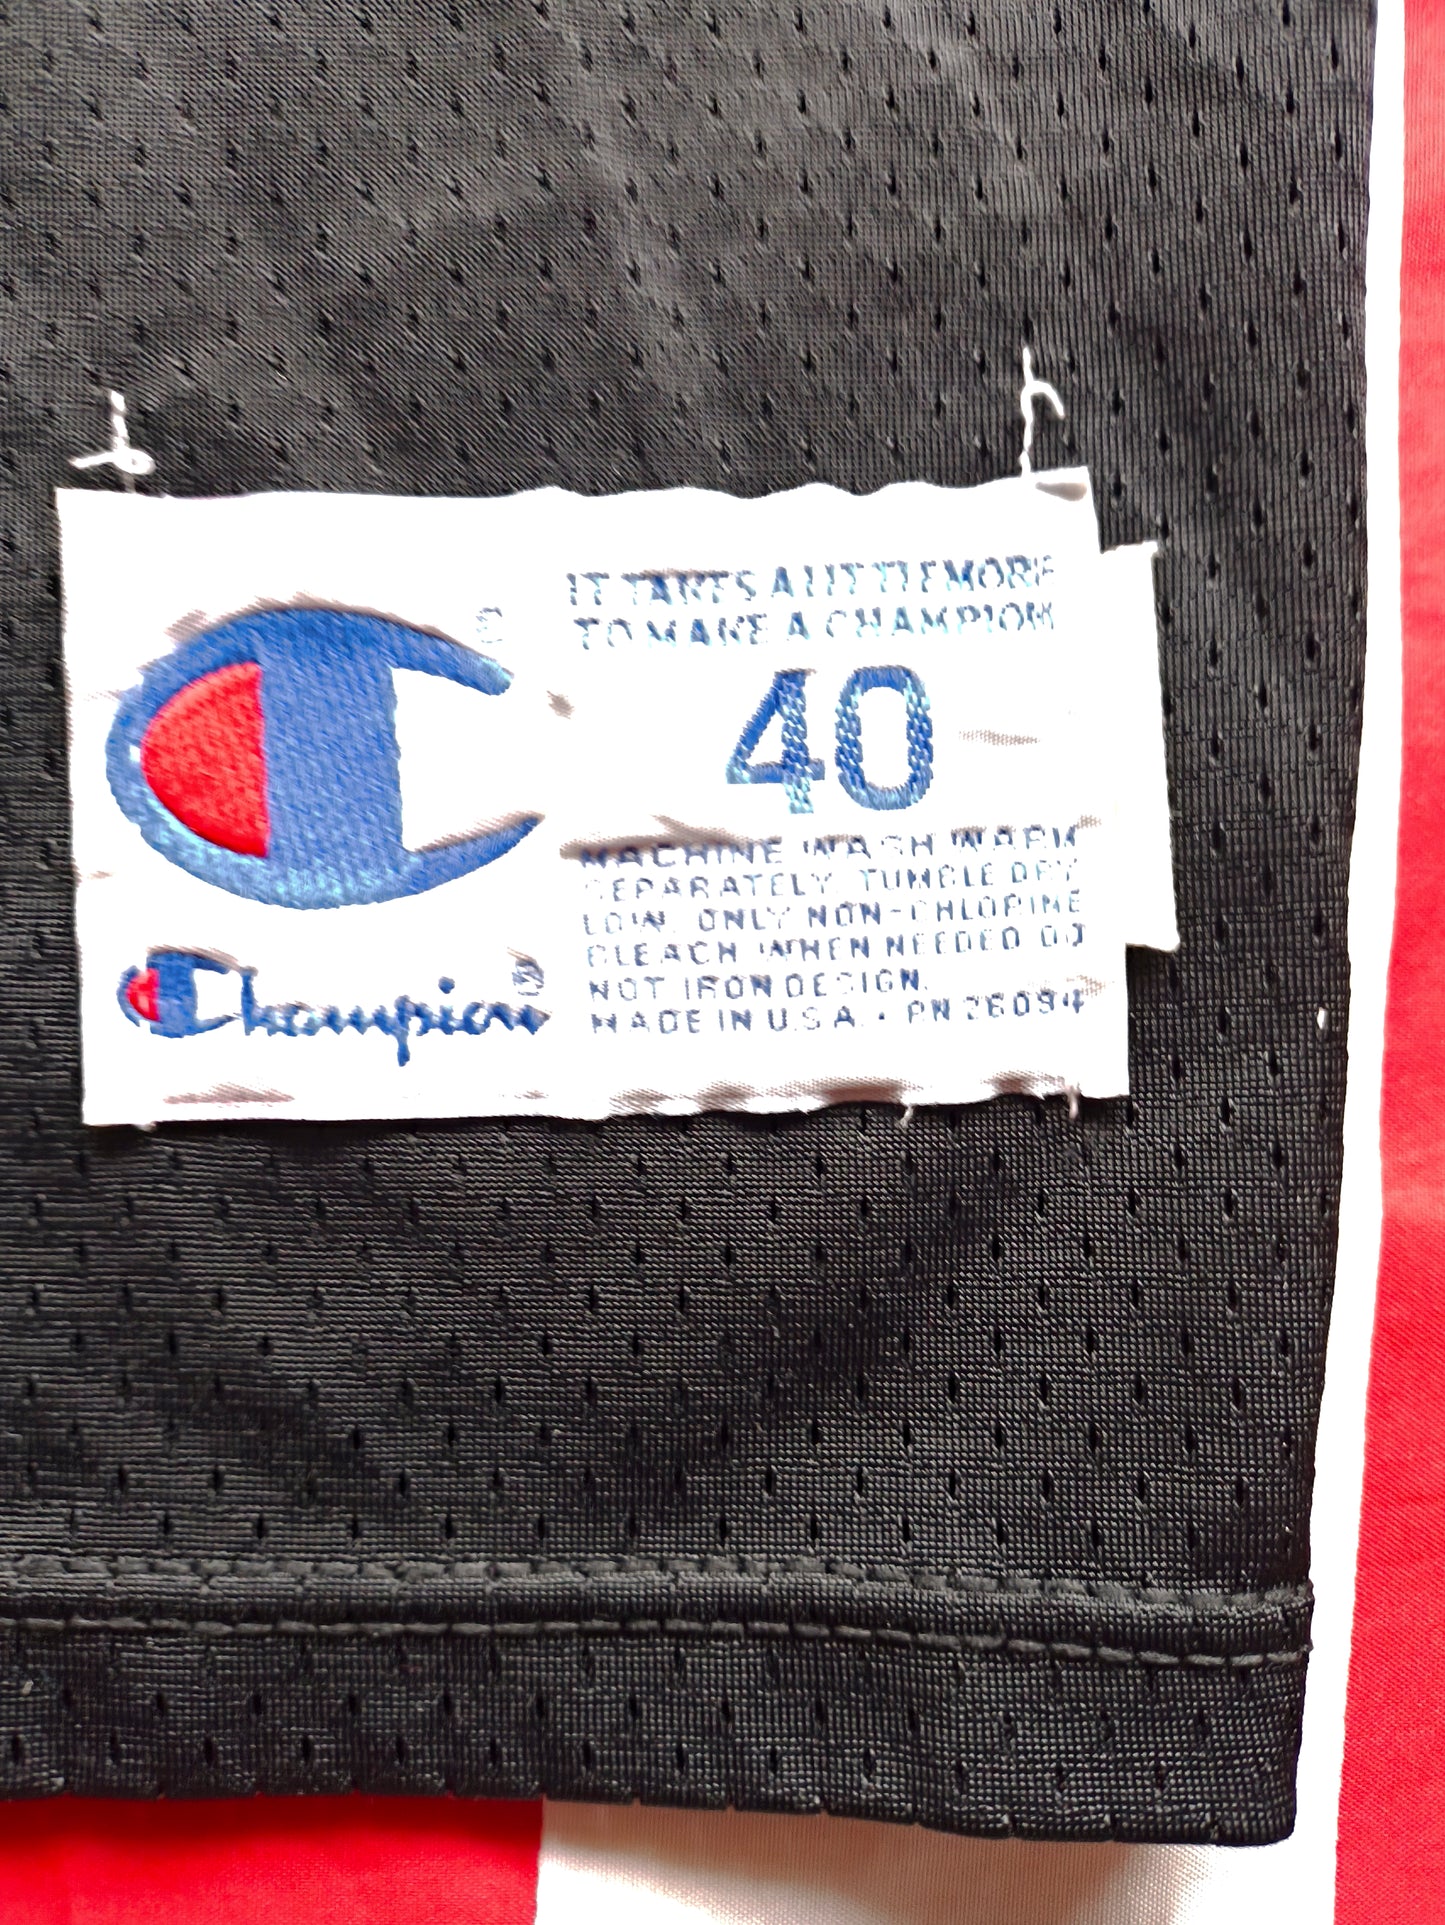 IT TAKES A LITTLE MORE
TO MAKE A CHAMPION
40
MACHINE WASH WARM
SEPARATELY. TUMBLE DRY
LOW. ONLY NON-CHLORINE
BLEACH WHEN NEEDED DO
NOT IRON DESIGN.
MADE IN U.S.A. • RN 26094
Champion®